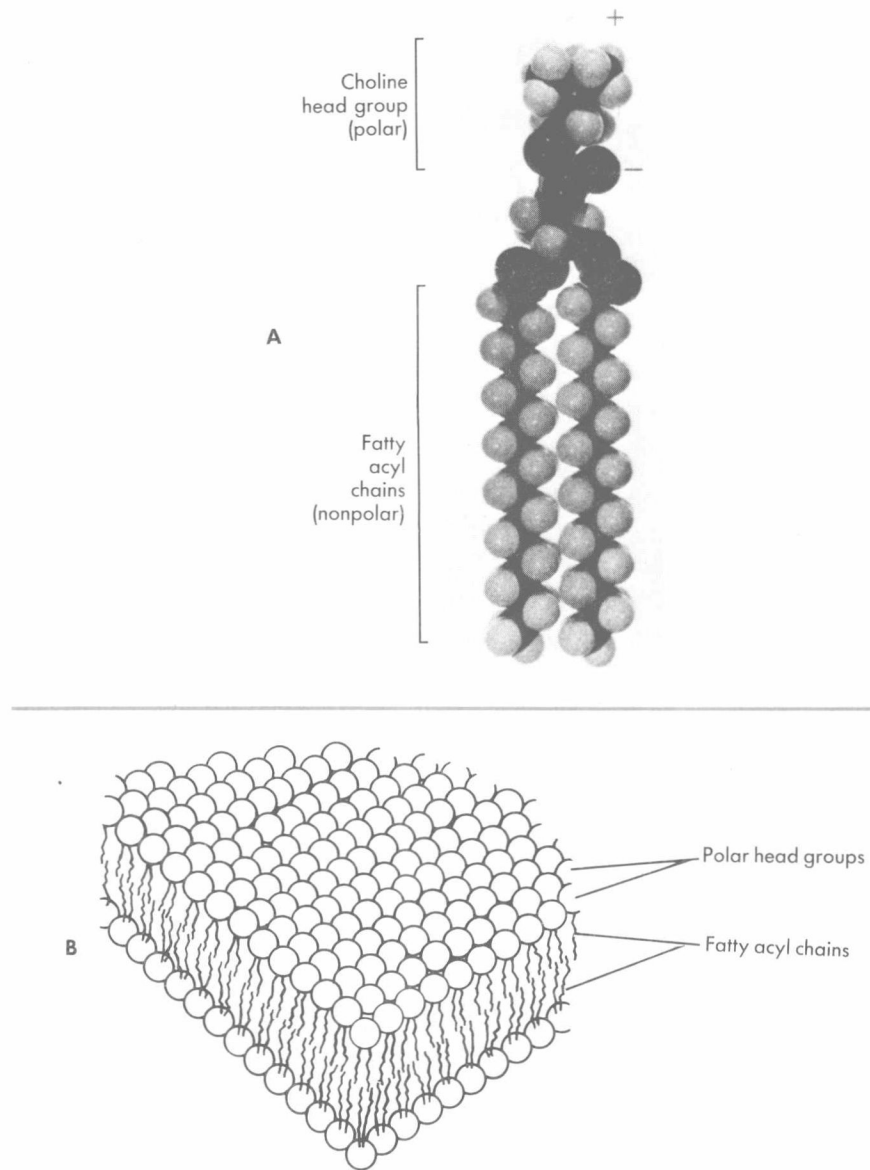 +
Choline
head group
(polar)
−
A
Fatty
acyl
chains
(nonpolar)
Polar head groups
B
Fatty acyl chains